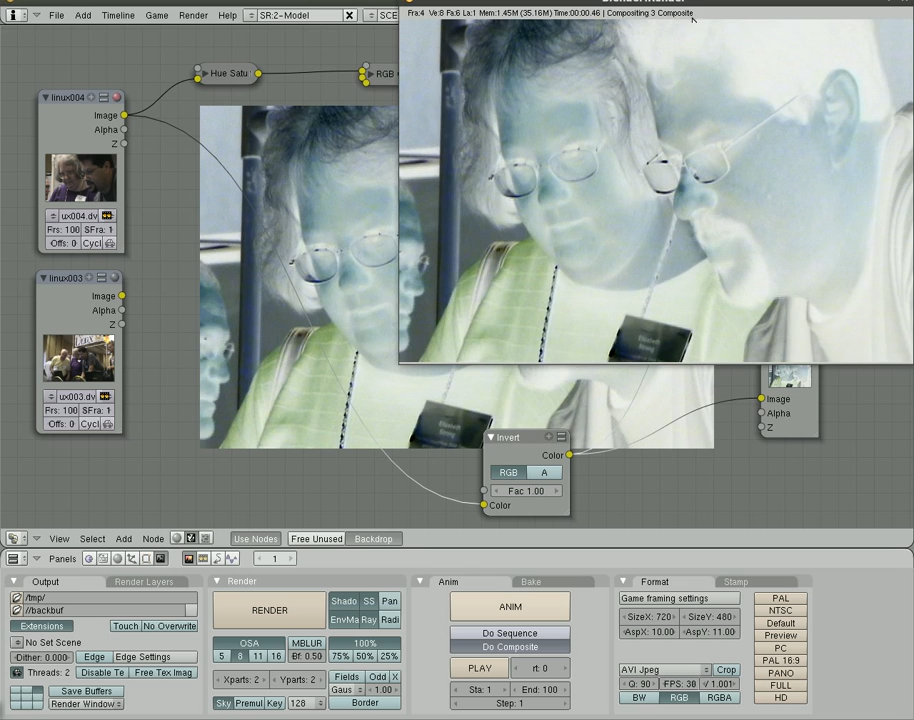 Fra:4 Ve:8 Fa:6 La:1 Mem:1.45M (35.16M) Time:00:00.46 | Compositing 3 Composite
File Add Timeline Game Render Help SR:2-Model SCE
Hue Satu
RGB
linux004
Image
Alpha
Z
ux004.dv
Frs: 100 SFra: 1
Offs: 0 Cycl
linux003
Image
Alpha
Z
ux003.dv
Frs: 100 SFra: 1
Offs: 0 Cycl
Image
Alpha
Z
Invert
Color
RGB A
Fac 1.00
Color
View Select Add Node Use Nodes Free Unused Backdrop
Panels 1
Output Render Layers
/tmp/
//backbuf
Extensions Touch No Overwrite
No Set Scene
Dither: 0.000 Edge Edge Settings
Threads: 2 Disable Te Free Tex Imag
Save Buffers
Render Window
Render
RENDER
Shado SS Pan
EnvMa Ray Radi
OSA MBLUR 100%
5 8 11 16 Bf: 0.50 75% 50% 25%
Xparts: 2 Yparts: 2
Fields Odd X
Gaus 1.00
Sky Premul Key 128 Border
Anim Bake
ANIM
Do Sequence
Do Composite
PLAY rt: 0
Sta: 1 End: 100
Step: 1
Format Stamp
Game framing settings
SizeX: 720 SizeY: 480
AspX: 10.00 AspY: 11.00
AVI Jpeg Crop
Q: 90 FPS: 30 / 1.001
BW RGB RGBA
PAL
NTSC
Default
Preview
PC
PAL 16:9
PANO
FULL
HD